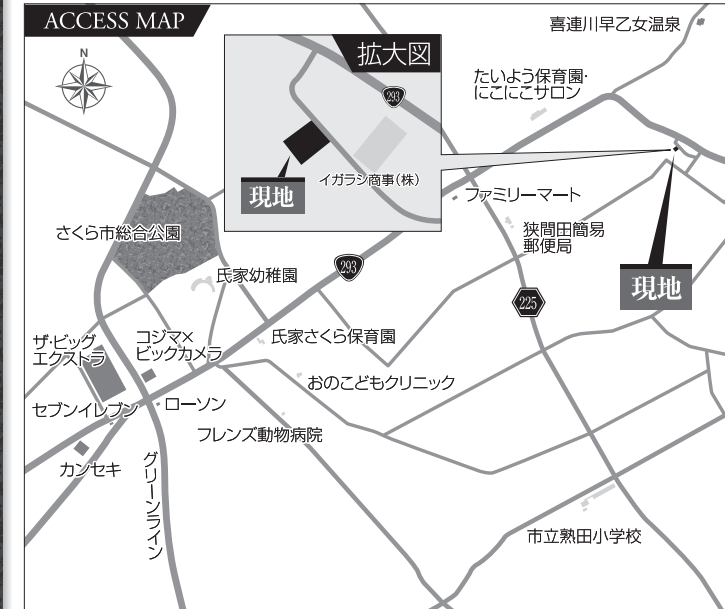 ACCESS MAP
N
拡大図
293
イガラシ商事(株)
現地
喜連川早乙女温泉
たいよう保育園・
にこにこサロン
ファミリーマート
狭間田簡易
郵便局
現地
さくら市総合公園
氏家幼稚園
293
225
ザ・ビッグ
エクストラ
コジマ×
ビックカメラ
氏家さくら保育園
おのこどもクリニック
セブンイレブン
ローソン
フレンズ動物病院
カンセキ
グリーンライン
市立熟田小学校